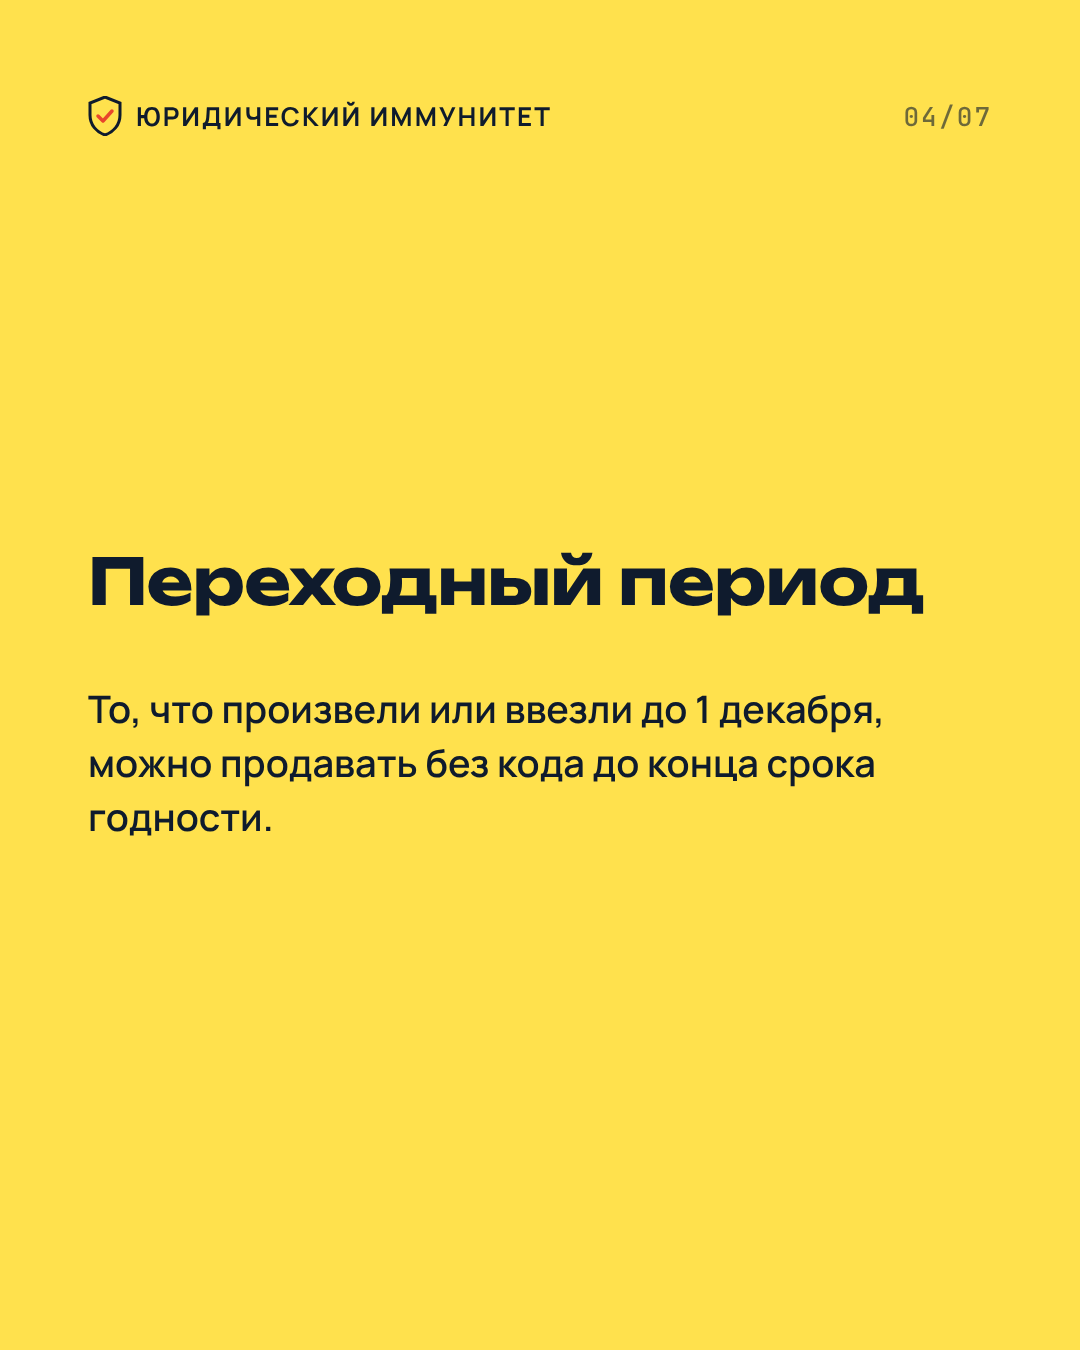 ЮРИДИЧЕСКИЙ ИММУНИТЕТ
04/07
Переходный период
То, что произвели или ввезли до 1 декабря,
можно продавать без кода до конца срока
годности.